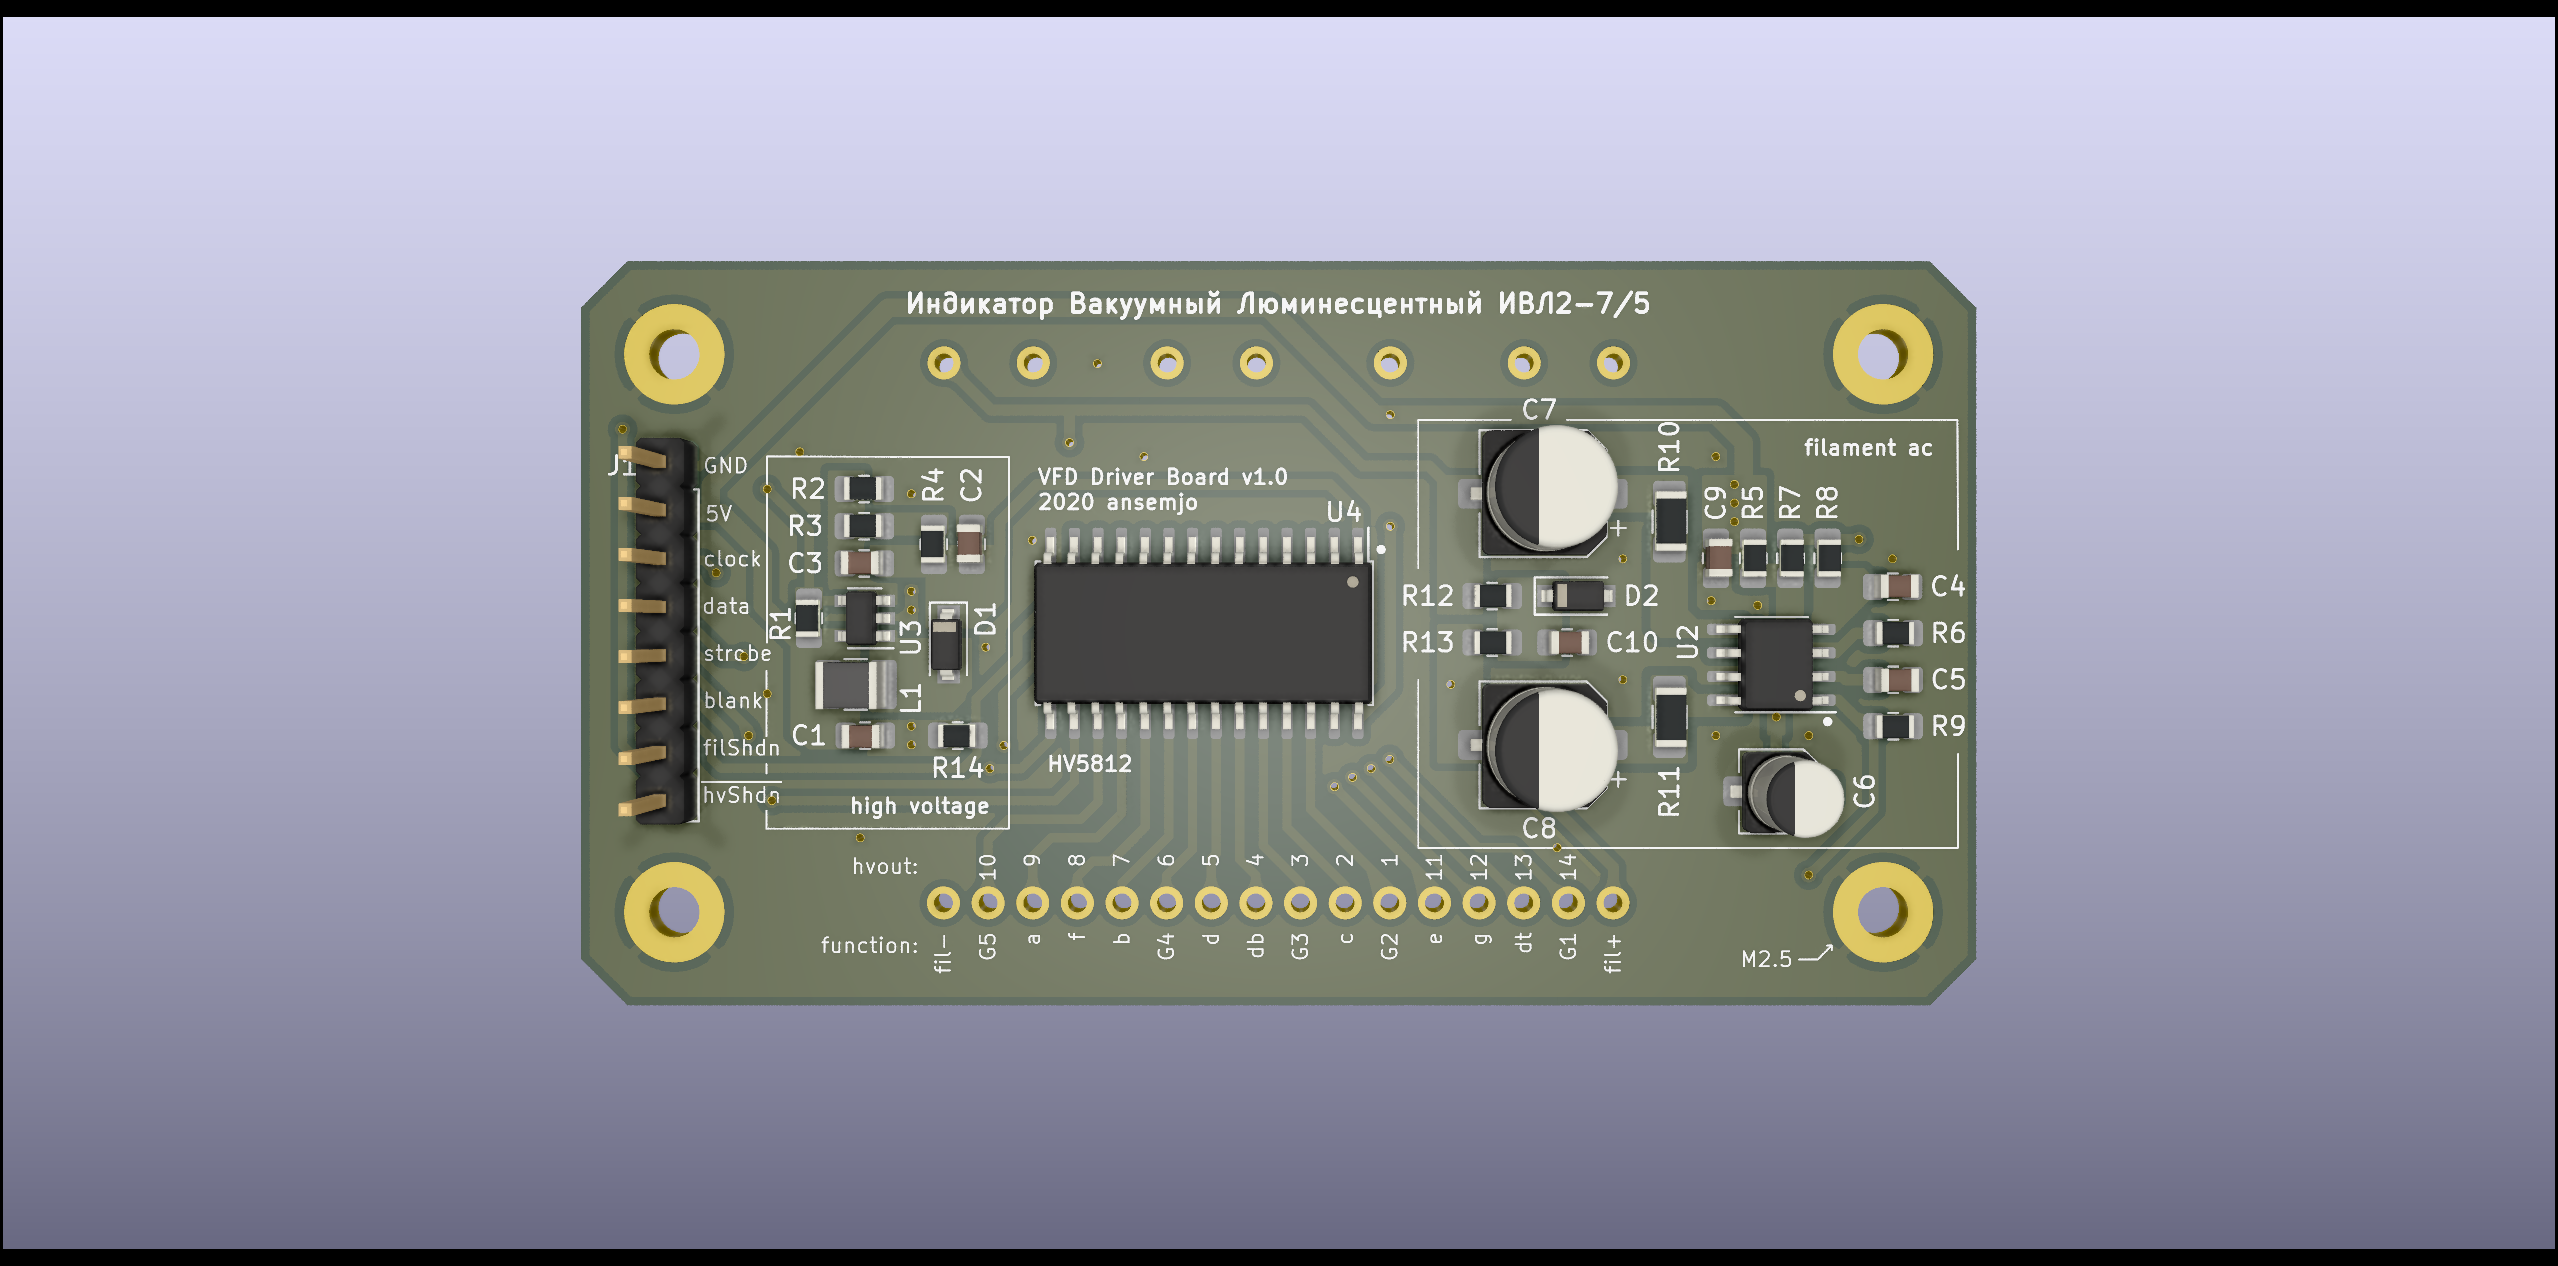 Индикатор Вакуумный Люминесцентный ИВЛ2-7/5
C7
filament ac
R10
J1
GND
5V
clock
data
strobe
blank
filShdn
hvShdn
R2
R3
C3
R4
C2
R1
U3
D1
L1
C1
R14
high voltage
VFD Driver Board v1.0
2020 ansemjo
U4
HV5812
+
R12
D2
R13
C10
+
C8
R11
C9
R5
R7
R8
U2
C4
R6
C5
R9
C6
hvout: 10 9 8 7 6 5 4 3 2 1 11 12 13 14
function: fil- G5 a f b G4 d db G3 c G2 e g dt G1 fil+
M2.5